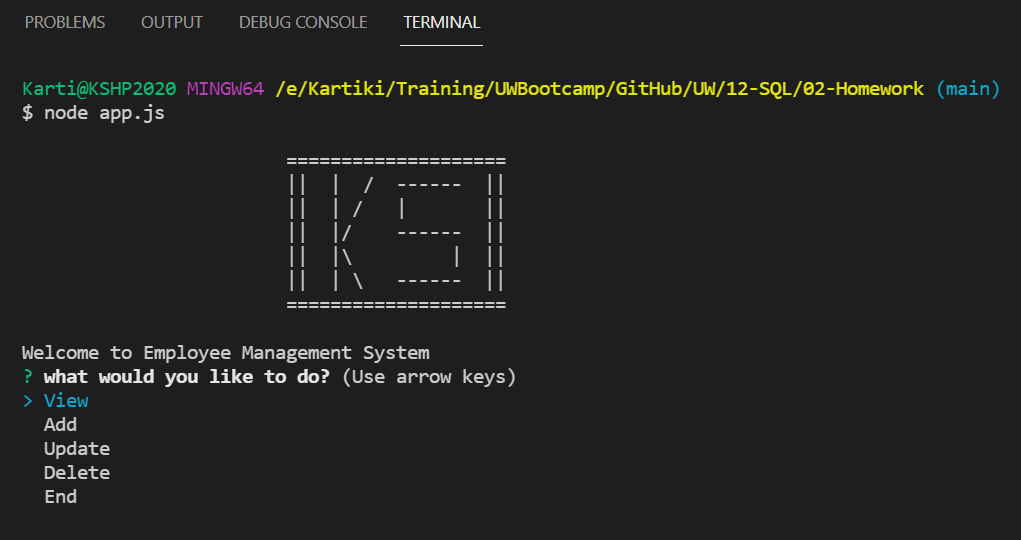 PROBLEMS OUTPUT DEBUG CONSOLE TERMINAL
Karti@KSHP2020 MINGW64 /e/Kartiki/Training/UWBootcamp/GitHub/UW/12-SQL/02-Homework (main)
$ node app.js
====================
||  |  /  ------  ||
||  | /   |       ||
||  |/    ------  ||
||  |\         |  ||
||  | \   ------  ||
====================
Welcome to Employee Management System
? what would you like to do? (Use arrow keys)
> View
Add
Update
Delete
End